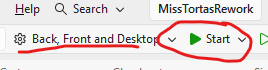 Help Search MissTortasRework
Back, Front and Desktop Start